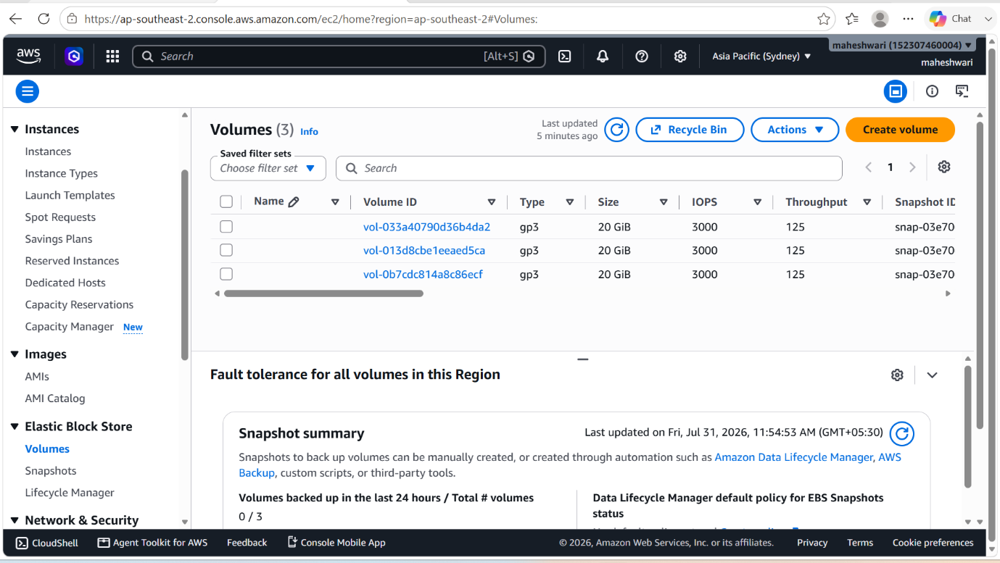 https://ap-southeast-2.console.aws.amazon.com/ec2/home?region=ap-southeast-2#Volumes:
Chat
aws
Search
[Alt+S]
Asia Pacific (Sydney)
maheshwari (152307460004)
maheshwari
Instances
Instances
Instance Types
Launch Templates
Spot Requests
Savings Plans
Reserved Instances
Dedicated Hosts
Capacity Reservations
Capacity Manager New
Images
AMIs
AMI Catalog
Elastic Block Store
Volumes
Snapshots
Lifecycle Manager
Network & Security
Volumes (3) Info
Last updated
5 minutes ago
Recycle Bin
Actions
Create volume
Saved filter sets
Choose filter set
Search
1
Name Volume ID Type Size IOPS Throughput Snapshot ID
vol-033a40790d36b4da2 gp3 20 GiB 3000 125 snap-03e70
vol-013d8cbe1eeaed5ca gp3 20 GiB 3000 125 snap-03e70
vol-0b7cdc814a8c86ecf gp3 20 GiB 3000 125 snap-03e70
Fault tolerance for all volumes in this Region
Snapshot summary
Last updated on Fri, Jul 31, 2026, 11:54:53 AM (GMT+05:30)
Snapshots to back up volumes can be manually created, or created through automation such as Amazon Data Lifecycle Manager, AWS
Backup, custom scripts, or third-party tools.
Volumes backed up in the last 24 hours / Total # volumes
0 / 3
Data Lifecycle Manager default policy for EBS Snapshots
status
CloudShell
Agent Toolkit for AWS
Feedback
Console Mobile App
© 2026, Amazon Web Services, Inc. or its affiliates.
Privacy
Terms
Cookie preferences